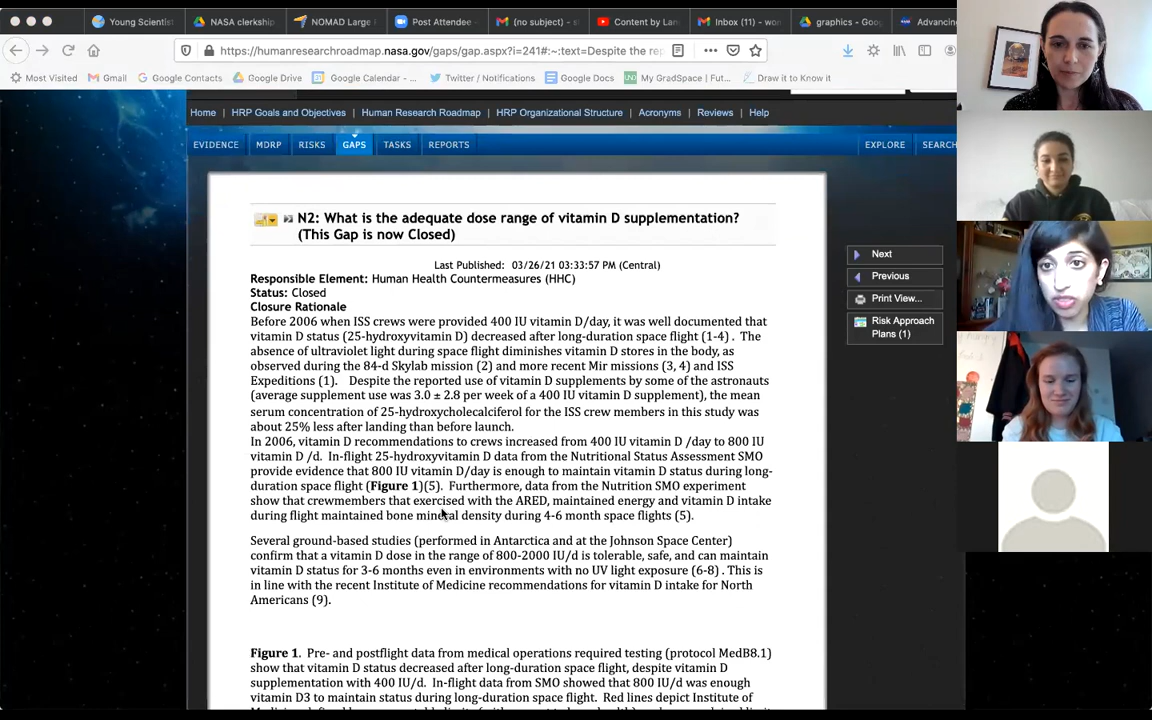 Young Scientist
NASA clerkship
NOMAD Large
Post Attendee -
(no subject) - s
Content by Lan
Inbox (11) - won
graphics - Goo
Advancing
https://humanresearchroadmap.nasa.gov/gaps/gap.aspx?i=241#:~:text=Despite the rep
Most Visited
Gmail
Google Contacts
Google Drive
Google Calendar - ...
Twitter / Notifications
Google Docs
My GradSpace | Fut...
Draw it to Know it
Home | HRP Goals and Objectives | Human Research Roadmap | HRP Organizational Structure | Acronyms | Reviews | Help
EVIDENCE MDRP RISKS GAPS TASKS REPORTS EXPLORE SEARCH
N2: What is the adequate dose range of vitamin D supplementation?
(This Gap is now Closed)
Last Published: 03/26/21 03:33:57 PM (Central)
Responsible Element: Human Health Countermeasures (HHC)
Status: Closed
Closure Rationale
Before 2006 when ISS crews were provided 400 IU vitamin D/day, it was well documented that
vitamin D status (25-hydroxyvitamin D) decreased after long-duration space flight (1-4) . The
absence of ultraviolet light during space flight diminishes vitamin D stores in the body, as
observed during the 84-d Skylab mission (2) and more recent Mir missions (3, 4) and ISS
Expeditions (1). Despite the reported use of vitamin D supplements by some of the astronauts
(average supplement use was 3.0 ± 2.8 per week of a 400 IU vitamin D supplement), the mean
serum concentration of 25-hydroxycholecalciferol for the ISS crew members in this study was
about 25% less after landing than before launch.
In 2006, vitamin D recommendations to crews increased from 400 IU vitamin D /day to 800 IU
vitamin D /d. In-flight 25-hydroxyvitamin D data from the Nutritional Status Assessment SMO
provide evidence that 800 IU vitamin D/day is enough to maintain vitamin D status during long-
duration space flight (Figure 1)(5). Furthermore, data from the Nutrition SMO experiment
show that crewmembers that exercised with the ARED, maintained energy and vitamin D intake
during flight maintained bone mineral density during 4-6 month space flights (5).
Several ground-based studies (performed in Antarctica and at the Johnson Space Center)
confirm that a vitamin D dose in the range of 800-2000 IU/d is tolerable, safe, and can maintain
vitamin D status for 3-6 months even in environments with no UV light exposure (6-8) . This is
in line with the recent Institute of Medicine recommendations for vitamin D intake for North
Americans (9).
Figure 1. Pre- and postflight data from medical operations required testing (protocol MedB8.1)
show that vitamin D status decreased after long-duration space flight, despite vitamin D
supplementation with 400 IU/d. In-flight data from SMO showed that 800 IU/d was enough
vitamin D3 to maintain status during long-duration space flight. Red lines depict Institute of
Next
Previous
Print View...
Risk Approach
Plans (1)